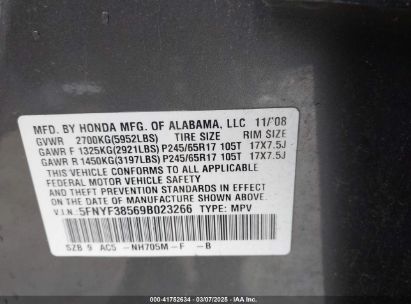 MFD. BY HONDA MFG. OF ALABAMA, LLC 11/'08
GVWR 2700KG(5952LBS) TIRE SIZE RIM SIZE
GAWR F 1325KG(2921LBS) P245/65R17 105T 17X7.5J
GAWR R 1450KG(3197LBS) P245/65R17 105T 17X7.5J
THIS VEHICLE CONFORMS TO ALL APPLICABLE
FEDERAL MOTOR VEHICLE SAFETY, BUMPER,
AND THEFT PREVENTION STANDARDS IN EFFECT
ON THE DATE OF MANUFACTURE SHOWN ABOVE.
V.I.N.:5FNYF38569B023266 TYPE: MPV
SZB 9 AC5 -NH705M-F -B
IAA 41752634 - 03/07/2025 - IAAI.COM